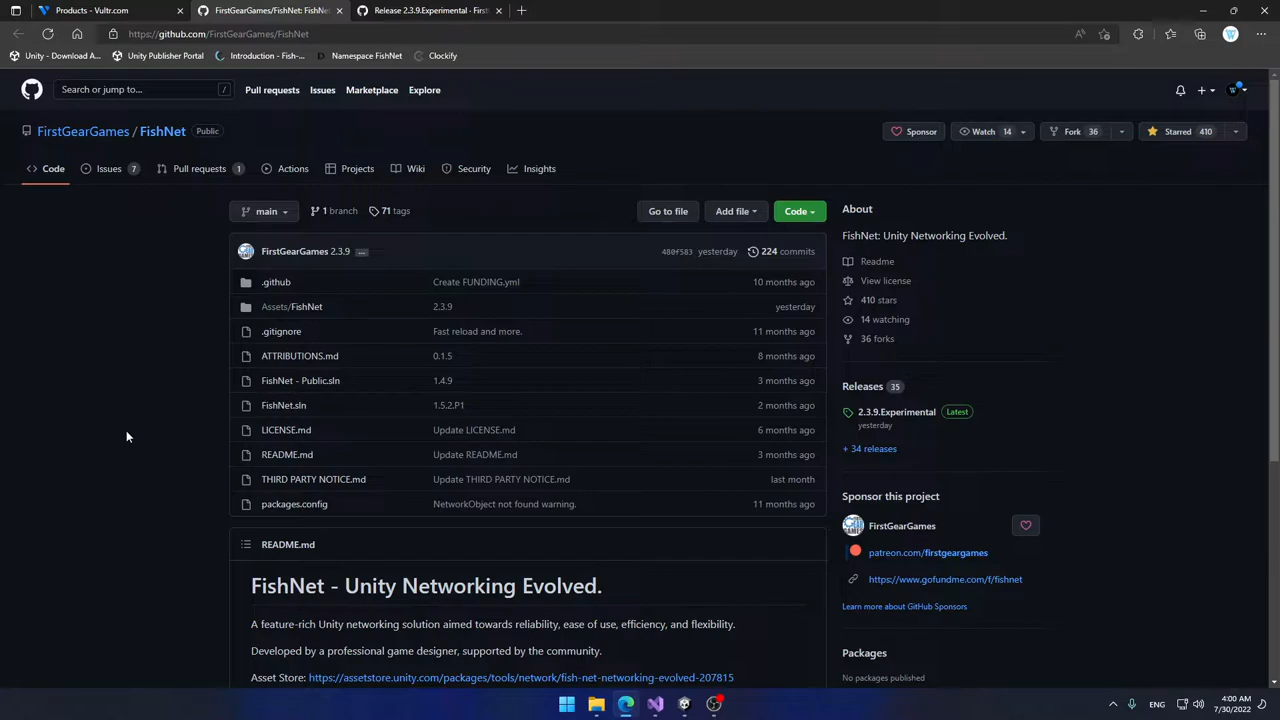 Products - Vultr.com
FirstGearGames/FishNet: FishNet
Release 2.3.9.Experimental - First
https://github.com/FirstGearGames/FishNet
Unity - Download A...
Unity Publisher Portal
Introduction - Fish-...
Namespace FishNet
Clockify
Search or jump to... /
Pull requests
Issues
Marketplace
Explore
FirstGearGames / FishNet Public
Sponsor
Watch 14
Fork 36
Starred 410
Code
Issues 7
Pull requests 1
Actions
Projects
Wiki
Security
Insights
main
1 branch
71 tags
Go to file
Add file
Code
FirstGearGames 2.3.9 ...
480f583 yesterday
224 commits
.github Create FUNDING.yml 10 months ago
Assets/FishNet 2.3.9 yesterday
.gitignore Fast reload and more. 11 months ago
ATTRIBUTIONS.md 0.1.5 8 months ago
FishNet - Public.sln 1.4.9 3 months ago
FishNet.sln 1.5.2.P1 2 months ago
LICENSE.md Update LICENSE.md 6 months ago
README.md Update README.md 3 months ago
THIRD PARTY NOTICE.md Update THIRD PARTY NOTICE.md last month
packages.config NetworkObject not found warning. 11 months ago
README.md
FishNet - Unity Networking Evolved.
A feature-rich Unity networking solution aimed towards reliability, ease of use, efficiency, and flexibility.
Developed by a professional game designer, supported by the community.
Asset Store: https://assetstore.unity.com/packages/tools/network/fish-net-networking-evolved-207815
About
FishNet: Unity Networking Evolved.
Readme
View license
410 stars
14 watching
36 forks
Releases 35
2.3.9.Experimental Latest
yesterday
+ 34 releases
Sponsor this project
FirstGearGames
patreon.com/firstgeargames
https://www.gofundme.com/f/fishnet
Learn more about GitHub Sponsors
Packages
No packages published
ENG
4:00 AM
7/30/2022